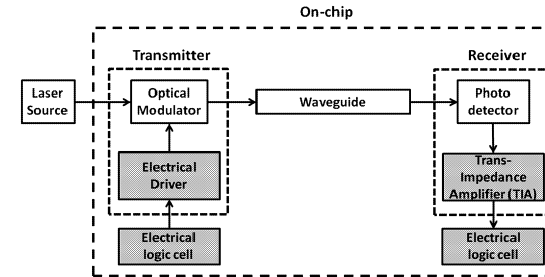 On-chip
Transmitter
Receiver
Laser
Source
Optical
Modulator
Waveguide
Photo
detector
Electrical
Driver
Trans-
Impedance
Amplifier (TIA)
Electrical
logic cell
Electrical
logic cell